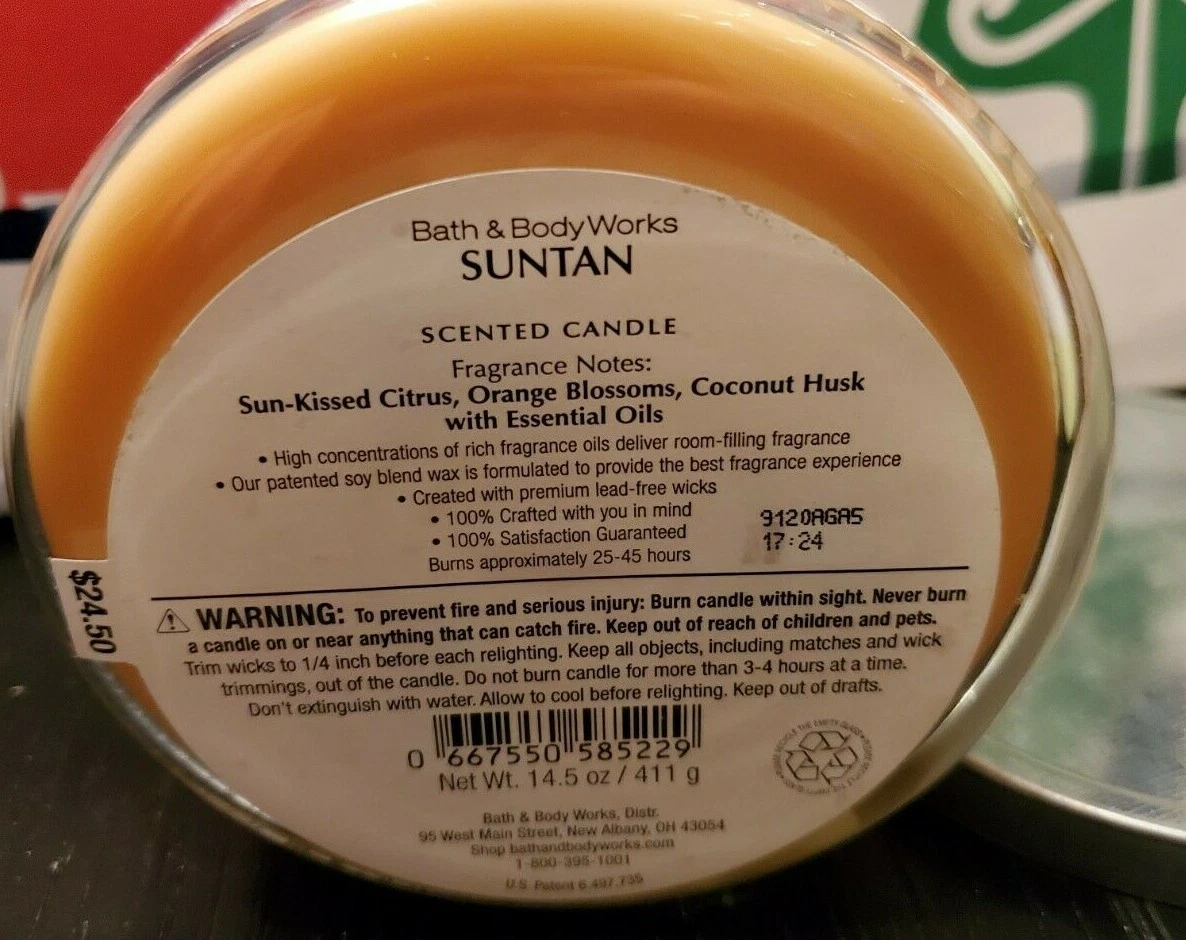 Bath & Body Works
SUNTAN
SCENTED CANDLE
Fragrance Notes:
Sun-Kissed Citrus, Orange Blossoms, Coconut Husk
with Essential Oils
• High concentrations of rich fragrance oils deliver room-filling fragrance
• Our patented soy blend wax is formulated to provide the best fragrance experience
• Created with premium lead-free wicks
• 100% Crafted with you in mind
• 100% Satisfaction Guaranteed
Burns approximately 25-45 hours
9120AGA5
17:24
$24.50
WARNING: To prevent fire and serious injury: Burn candle within sight. Never burn
a candle on or near anything that can catch fire. Keep out of reach of children and pets.
Trim wicks to 1/4 inch before each relighting. Keep all objects, including matches and wick
trimmings, out of the candle. Do not burn candle for more than 3-4 hours at a time.
Don't extinguish with water. Allow to cool before relighting. Keep out of drafts.
0 667550 585229
Net Wt. 14.5 oz / 411 g
Bath & Body Works, Distr.
95 West Main Street, New Albany, OH 43054
Shop bathandbodyworks.com
1-800-395-1001
U.S. Patent 6,497,735